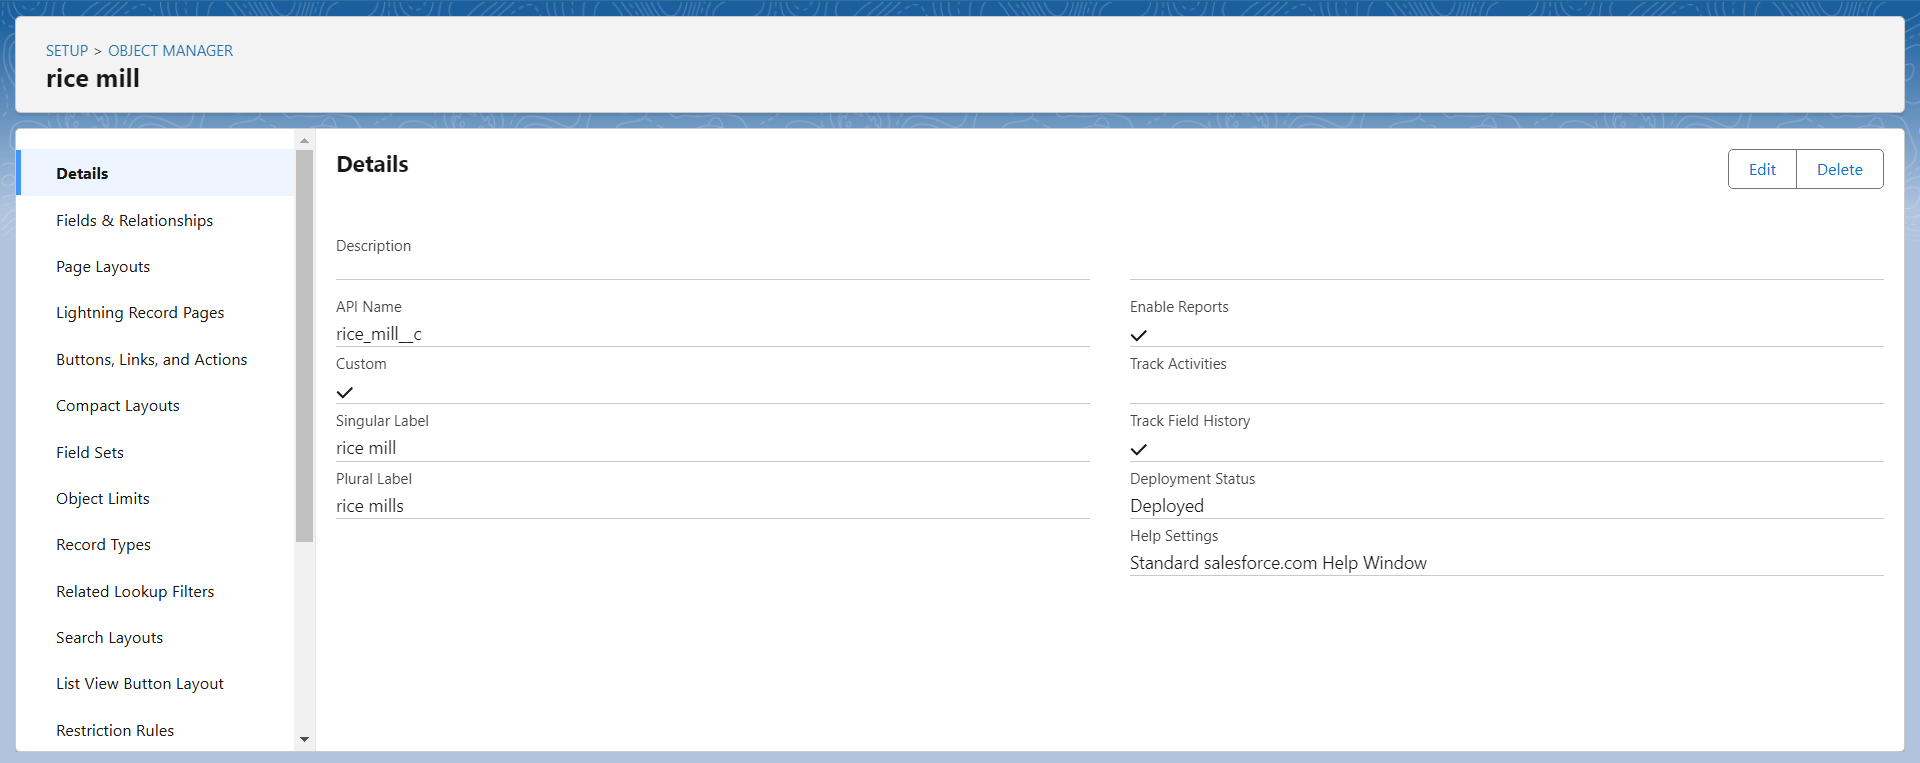 SETUP > OBJECT MANAGER
rice mill
Details
Fields & Relationships
Page Layouts
Lightning Record Pages
Buttons, Links, and Actions
Compact Layouts
Field Sets
Object Limits
Record Types
Related Lookup Filters
Search Layouts
List View Button Layout
Restriction Rules
Details
Edit
Delete
Description
API Name
rice_mill__c
Custom
Singular Label
rice mill
Plural Label
rice mills
Enable Reports
Track Activities
Track Field History
Deployment Status
Deployed
Help Settings
Standard salesforce.com Help Window